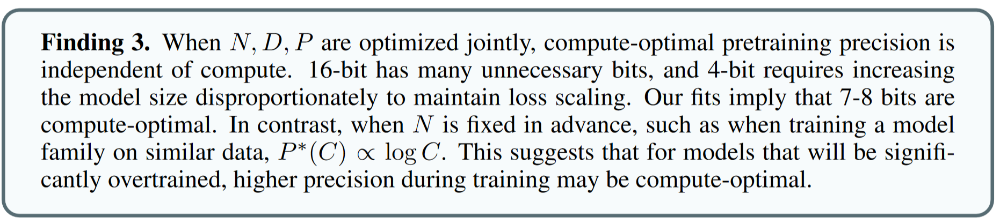 Finding 3. When N, D, P are optimized jointly, compute-optimal pretraining precision is
independent of compute. 16-bit has many unnecessary bits, and 4-bit requires increasing
the model size disproportionately to maintain loss scaling. Our fits imply that 7-8 bits are
compute-optimal. In contrast, when N is fixed in advance, such as when training a model
family on similar data, P*(C) ∝ log C. This suggests that for models that will be signifi-
cantly overtrained, higher precision during training may be compute-optimal.